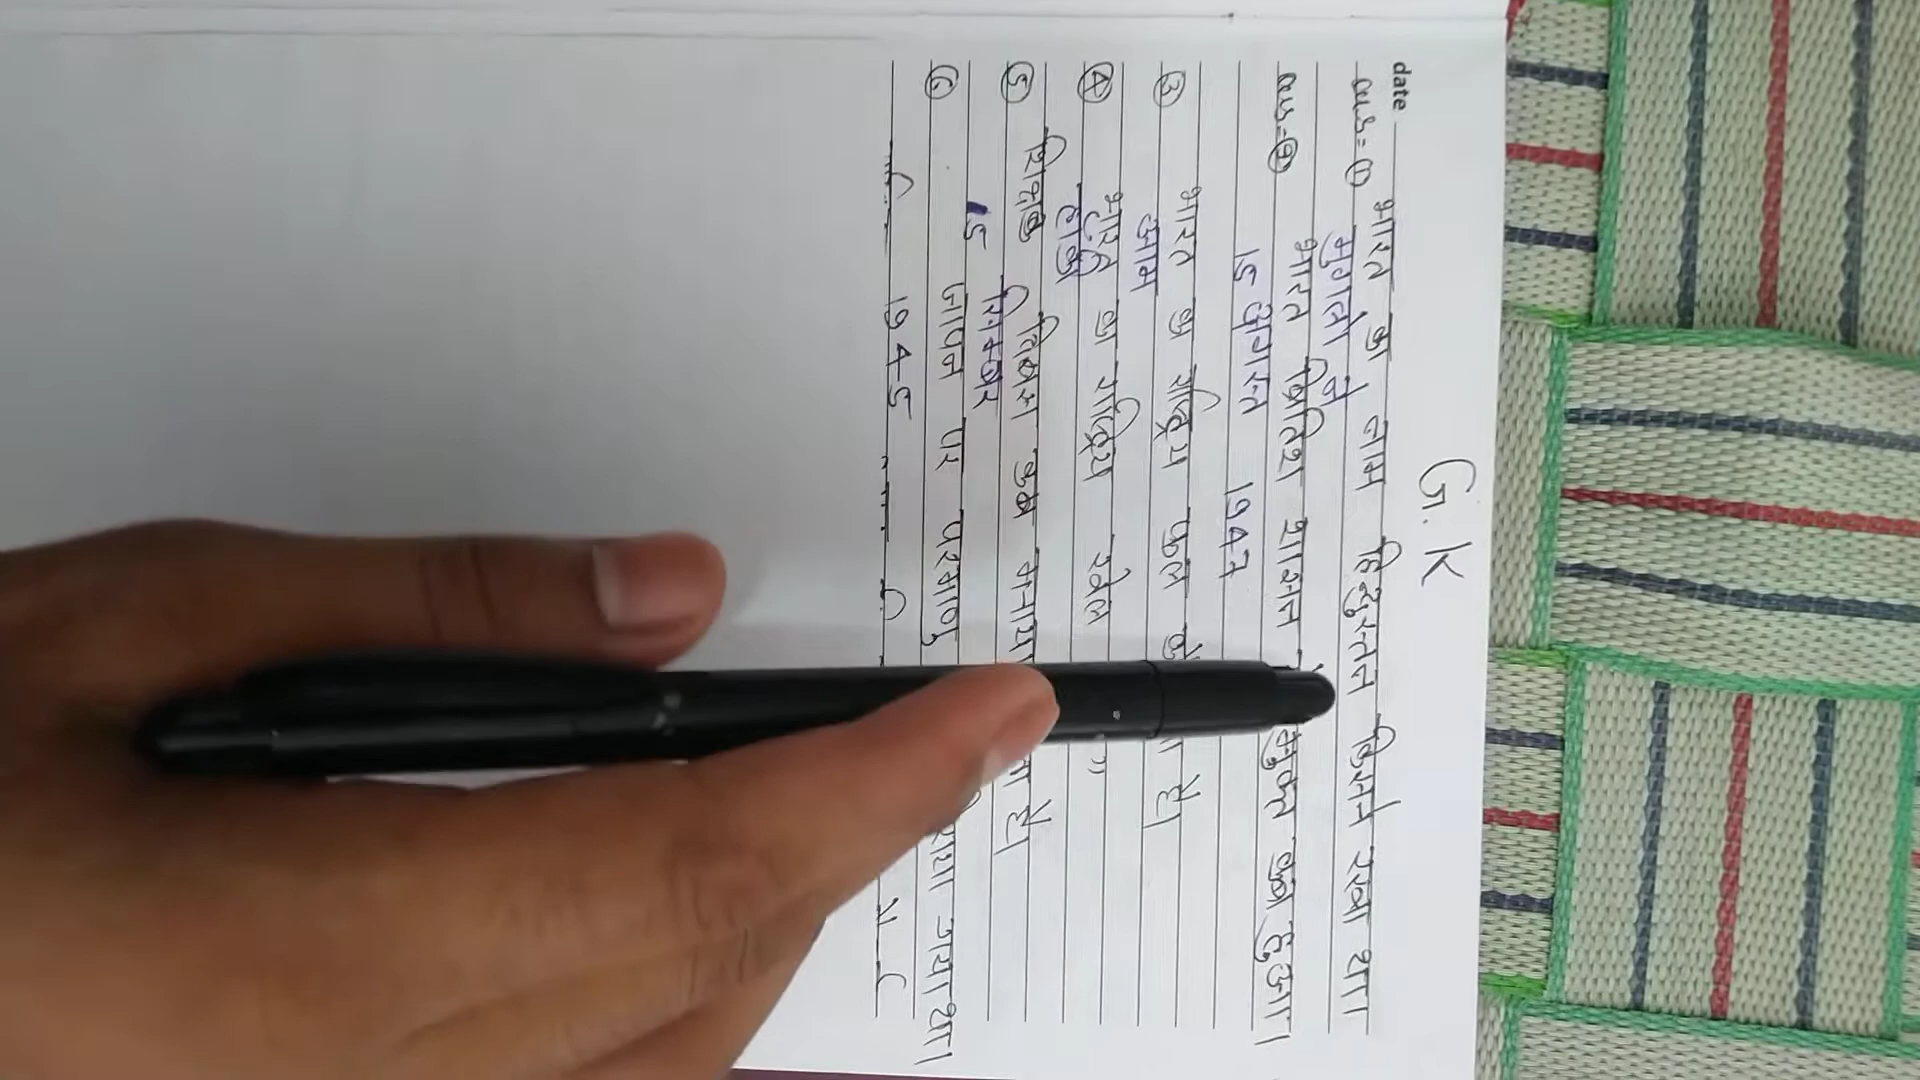 G.K
date
ans=① भारत का नाम हिन्दुस्तान किसने रखा था
मुगलो ने
ans=② भारत ब्रिटिश शासन मुक्त कब हुआ।
15 अगस्त 1947
③ भारत का राष्ट्रिय फल है।
आम
④ भारत का राष्ट्रिय खेल "
हॉकी
⑤ शिक्षक दिवस कब मनाया है।
5 सितम्बर
⑥ जापान पर परमाणु गया था।
1945